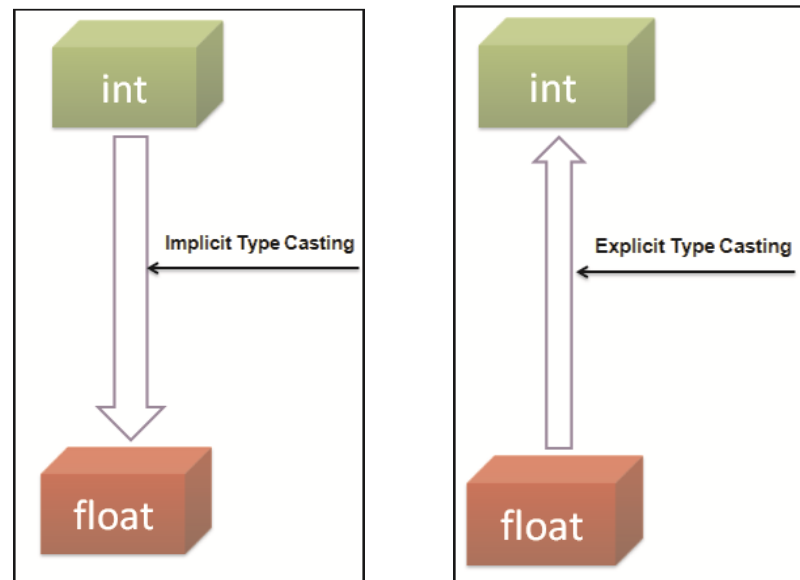 int
Implicit Type Casting
float
int
Explicit Type Casting
float